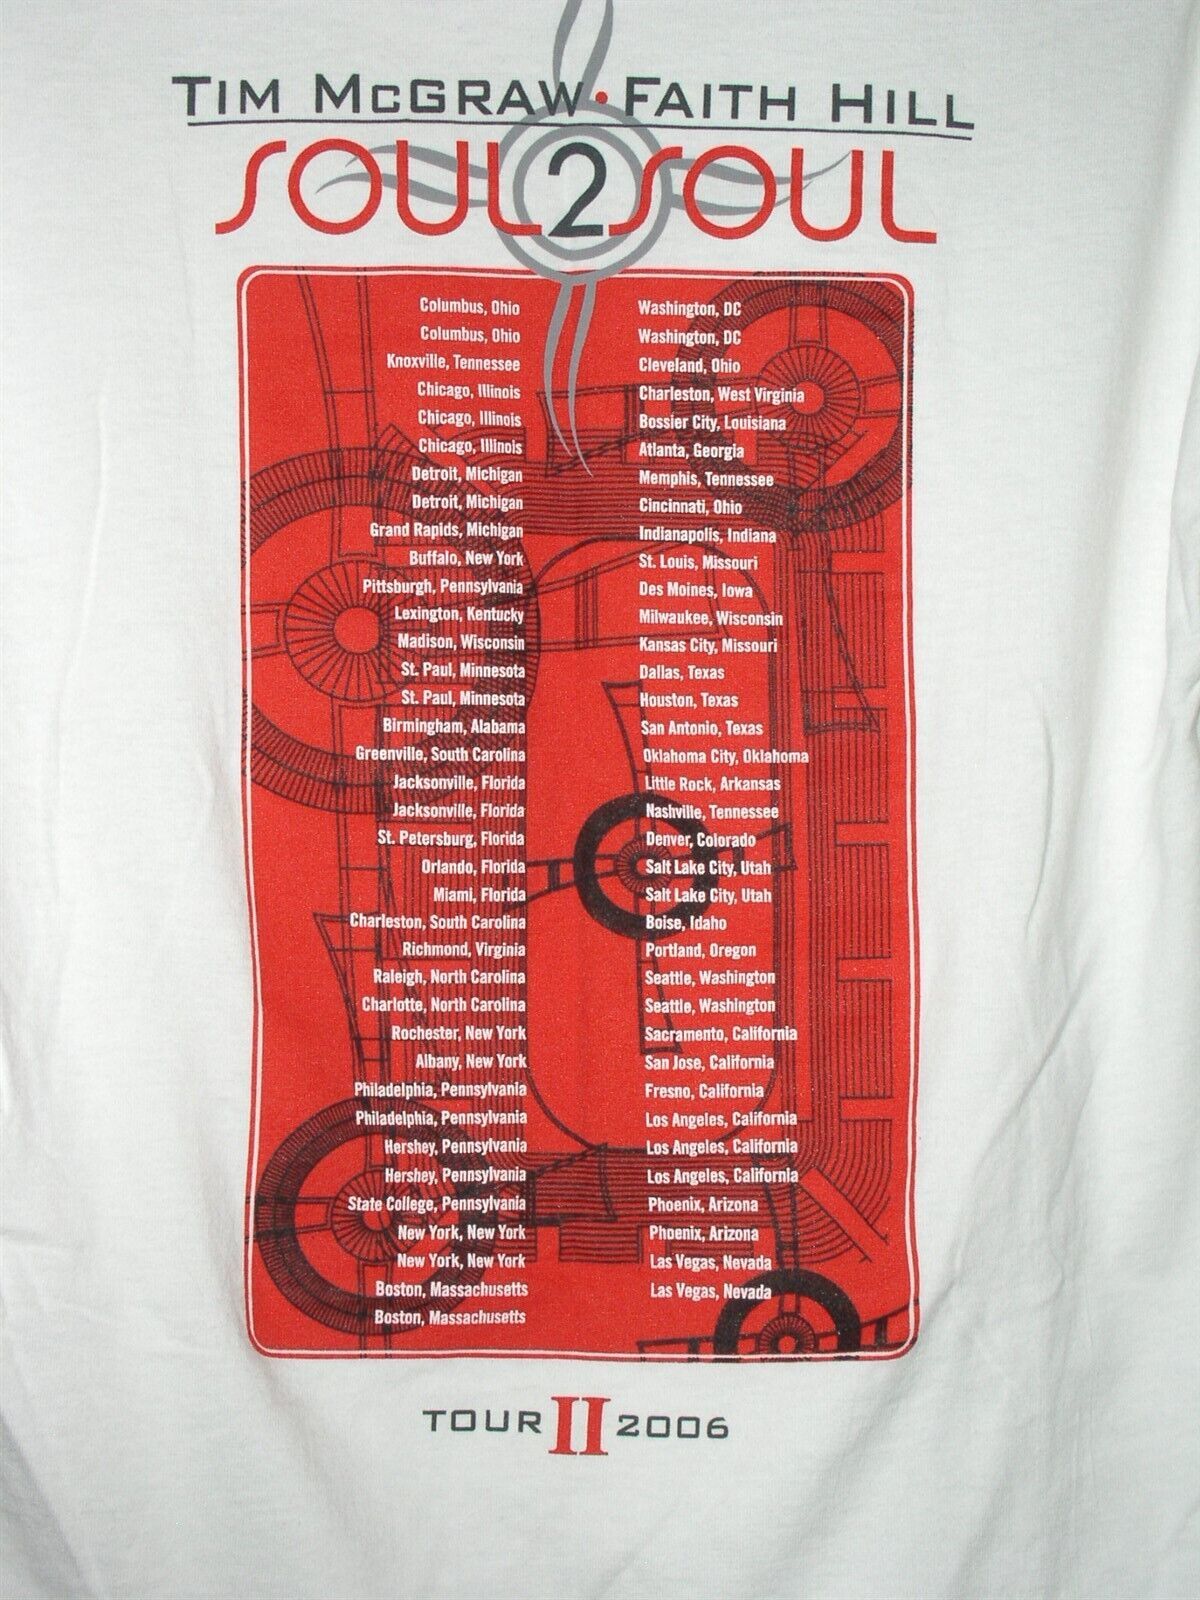 TIM McGRAW • FAITH HILL
SOUL2SOUL
Columbus, Ohio
Columbus, Ohio
Knoxville, Tennessee
Chicago, Illinois
Chicago, Illinois
Chicago, Illinois
Detroit, Michigan
Detroit, Michigan
Grand Rapids, Michigan
Buffalo, New York
Pittsburgh, Pennsylvania
Lexington, Kentucky
Madison, Wisconsin
St. Paul, Minnesota
St. Paul, Minnesota
Birmingham, Alabama
Greenville, South Carolina
Jacksonville, Florida
Jacksonville, Florida
St. Petersburg, Florida
Orlando, Florida
Miami, Florida
Charleston, South Carolina
Richmond, Virginia
Raleigh, North Carolina
Charlotte, North Carolina
Rochester, New York
Albany, New York
Philadelphia, Pennsylvania
Philadelphia, Pennsylvania
Hershey, Pennsylvania
Hershey, Pennsylvania
State College, Pennsylvania
New York, New York
New York, New York
Boston, Massachusetts
Boston, Massachusetts
Washington, DC
Washington, DC
Cleveland, Ohio
Charleston, West Virginia
Bossier City, Louisiana
Atlanta, Georgia
Memphis, Tennessee
Cincinnati, Ohio
Indianapolis, Indiana
St. Louis, Missouri
Des Moines, Iowa
Milwaukee, Wisconsin
Kansas City, Missouri
Dallas, Texas
Houston, Texas
San Antonio, Texas
Oklahoma City, Oklahoma
Little Rock, Arkansas
Nashville, Tennessee
Denver, Colorado
Salt Lake City, Utah
Salt Lake City, Utah
Boise, Idaho
Portland, Oregon
Seattle, Washington
Seattle, Washington
Sacramento, California
San Jose, California
Fresno, California
Los Angeles, California
Los Angeles, California
Los Angeles, California
Phoenix, Arizona
Phoenix, Arizona
Las Vegas, Nevada
Las Vegas, Nevada
TOUR II 2006